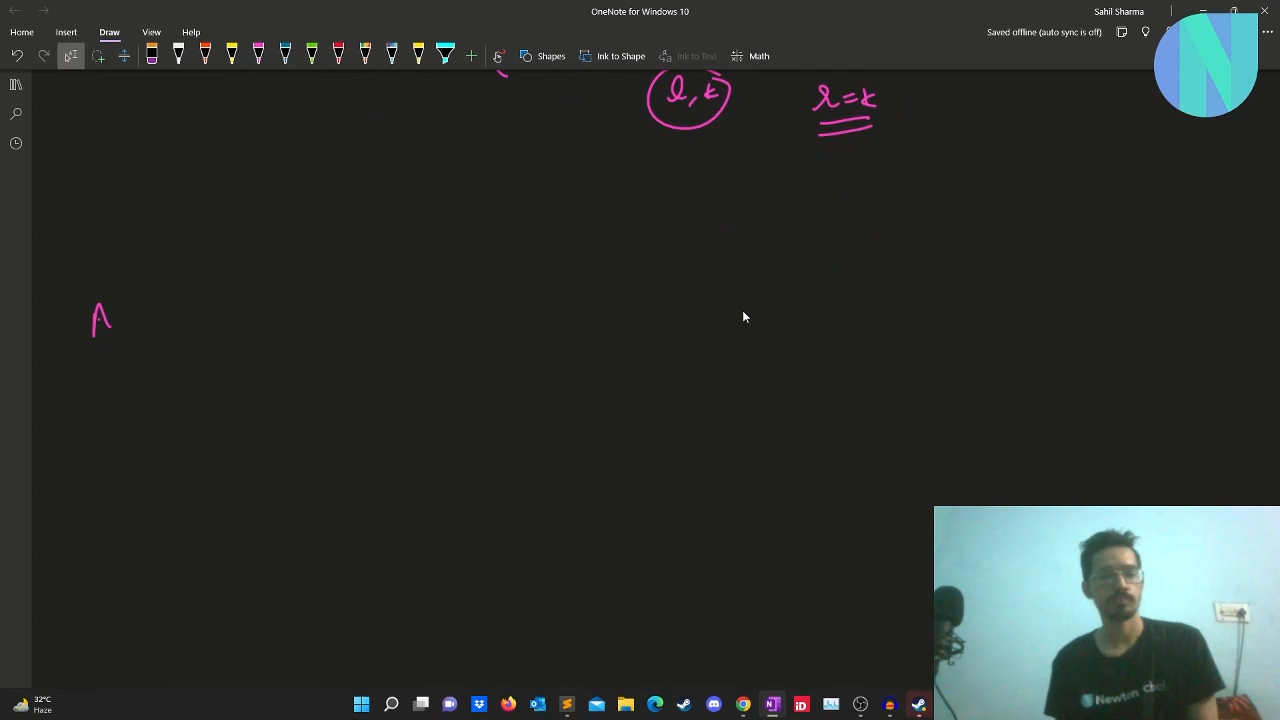 OneNote for Windows 10
Sahil Sharma
Home Insert Draw View Help
Saved offline (auto sync is off)
Shapes Ink to Shape Ink to Text Math
l, k
r=k
A
32°C
Haze
Newton